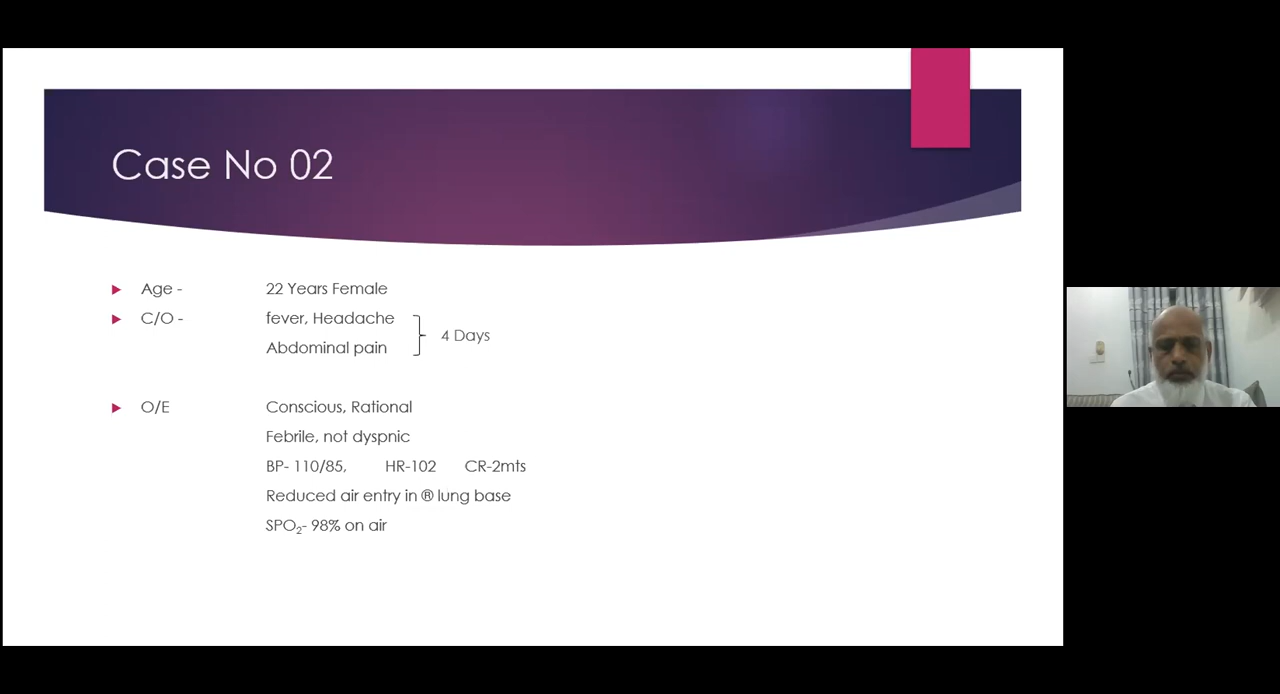 Case No 02
Age - 22 Years Female
C/O - fever, Headache
4 Days
Abdominal pain
O/E Conscious, Rational
Febrile, not dyspnic
BP- 110/85, HR-102 CR-2mts
Reduced air entry in ® lung base
SPO₂- 98% on air